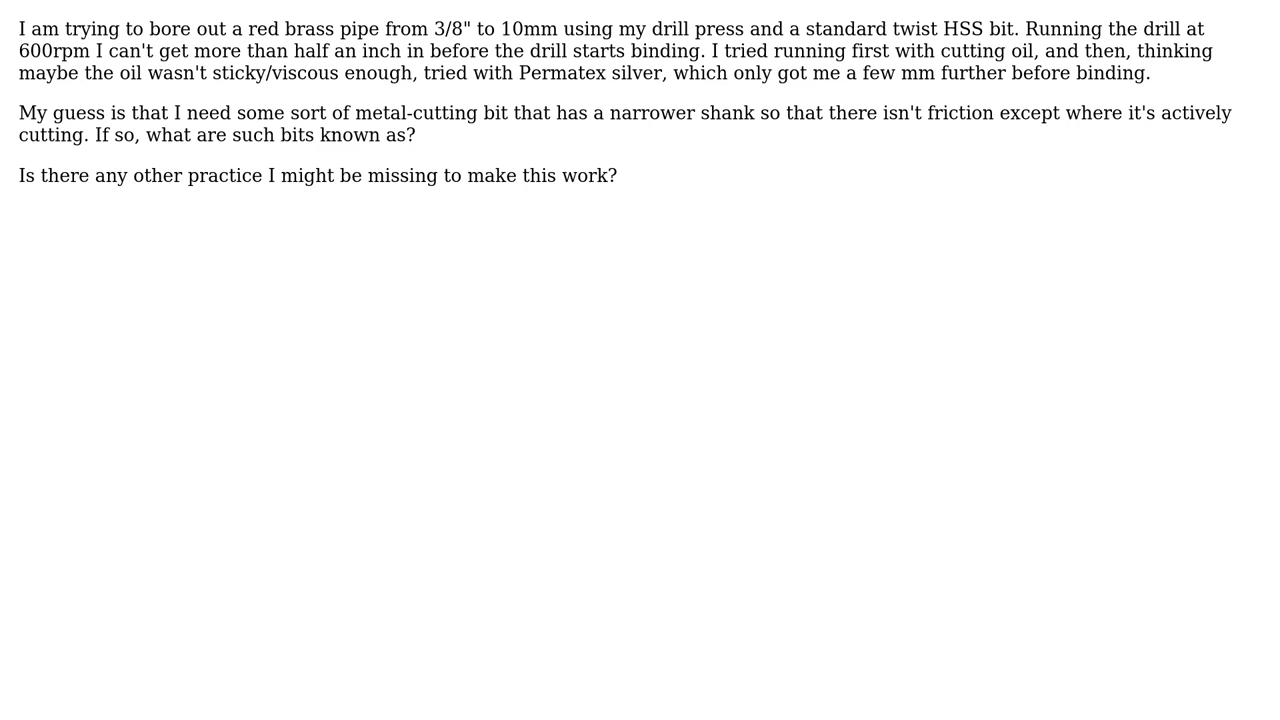 I am trying to bore out a red brass pipe from 3/8" to 10mm using my drill press and a standard twist HSS bit. Running the drill at
600rpm I can't get more than half an inch in before the drill starts binding. I tried running first with cutting oil, and then, thinking
maybe the oil wasn't sticky/viscous enough, tried with Permatex silver, which only got me a few mm further before binding.
My guess is that I need some sort of metal-cutting bit that has a narrower shank so that there isn't friction except where it's actively
cutting. If so, what are such bits known as?
Is there any other practice I might be missing to make this work?